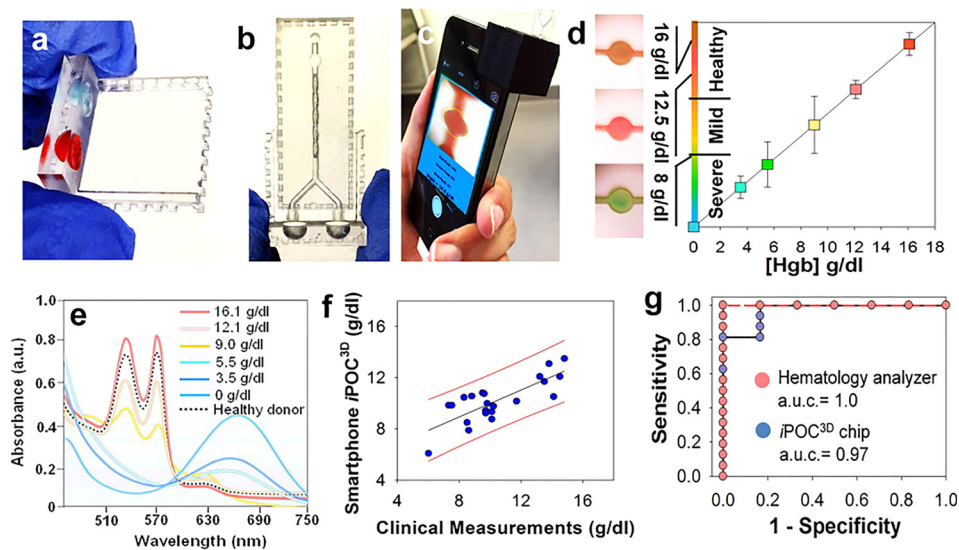 a
b
c
d
16 g/dl
12.5 g/dl
8 g/dl
Healthy
Mild
Severe
0 2 4 6 8 10 12 14 16 18
[Hgb] g/dl
e
Absorbance (a.u.)
1.0
0.8
0.6
0.4
0.2
0
16.1 g/dl
12.1 g/dl
9.0 g/dl
5.5 g/dl
3.5 g/dl
0 g/dl
Healthy donor
510 570 630 690 750
Wavelength (nm)
f
Smartphone iPOC3D (g/dl)
16
12
8
4
4 8 12 16
Clinical Measurements (g/dl)
g
Sensitivity
1.0
0.8
0.6
0.4
0.2
0.0
Hematology analyzer
a.u.c.= 1.0
iPOC3D chip
a.u.c.= 0.97
0.0 0.2 0.4 0.6 0.8 1.0
1 - Specificity